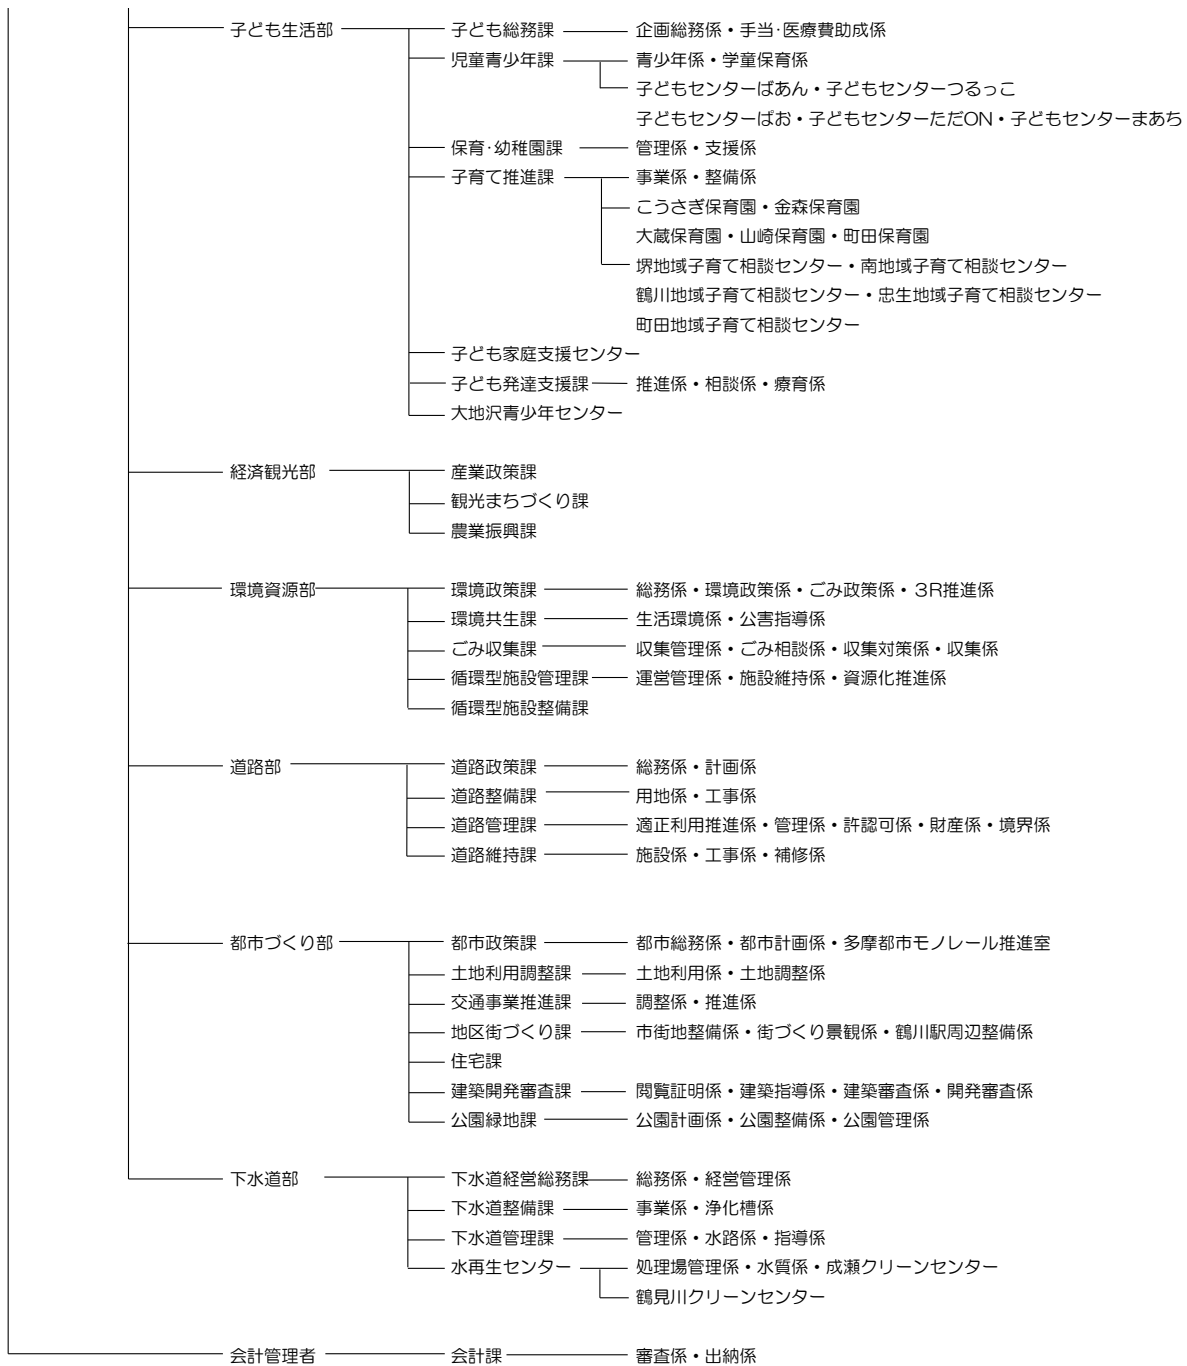 子ども生活部 子ども総務課 企画総務係・手当・医療費助成係
児童青少年課 青少年係・学童保育係
子どもセンターばあん・子どもセンターつるっこ
子どもセンターぱお・子どもセンターただON・子どもセンターまあち
保育・幼稚園課 管理係・支援係
子育て推進課 事業係・整備係
こうさぎ保育園・金森保育園
大蔵保育園・山崎保育園・町田保育園
堺地域子育て相談センター・南地域子育て相談センター
鶴川地域子育て相談センター・忠生地域子育て相談センター
町田地域子育て相談センター
子ども家庭支援センター
子ども発達支援課 推進係・相談係・療育係
大地沢青少年センター
経済観光部 産業政策課
観光まちづくり課
農業振興課
環境資源部 環境政策課 総務係・環境政策係・ごみ政策係・3R推進係
環境共生課 生活環境係・公害指導係
ごみ収集課 収集管理係・ごみ相談係・収集対策係・収集係
循環型施設管理課 運営管理係・施設維持係・資源化推進係
循環型施設整備課
道路部 道路政策課 総務係・計画係
道路整備課 用地係・工事係
道路管理課 適正利用推進係・管理係・許認可係・財産係・境界係
道路維持課 施設係・工事係・補修係
都市づくり部 都市政策課 都市総務係・都市計画係・多摩都市モノレール推進室
土地利用調整課 土地利用係・土地調整係
交通事業推進課 調整係・推進係
地区街づくり課 市街地整備係・街づくり景観係・鶴川駅周辺整備係
住宅課
建築開発審査課 閲覧証明係・建築指導係・建築審査係・開発審査係
公園緑地課 公園計画係・公園整備係・公園管理係
下水道部 下水道経営総務課 総務係・経営管理係
下水道整備課 事業係・浄化槽係
下水道管理課 管理係・水路係・指導係
水再生センター 処理場管理係・水質係・成瀬クリーンセンター
鶴見川クリーンセンター
会計管理者 会計課 審査係・出納係